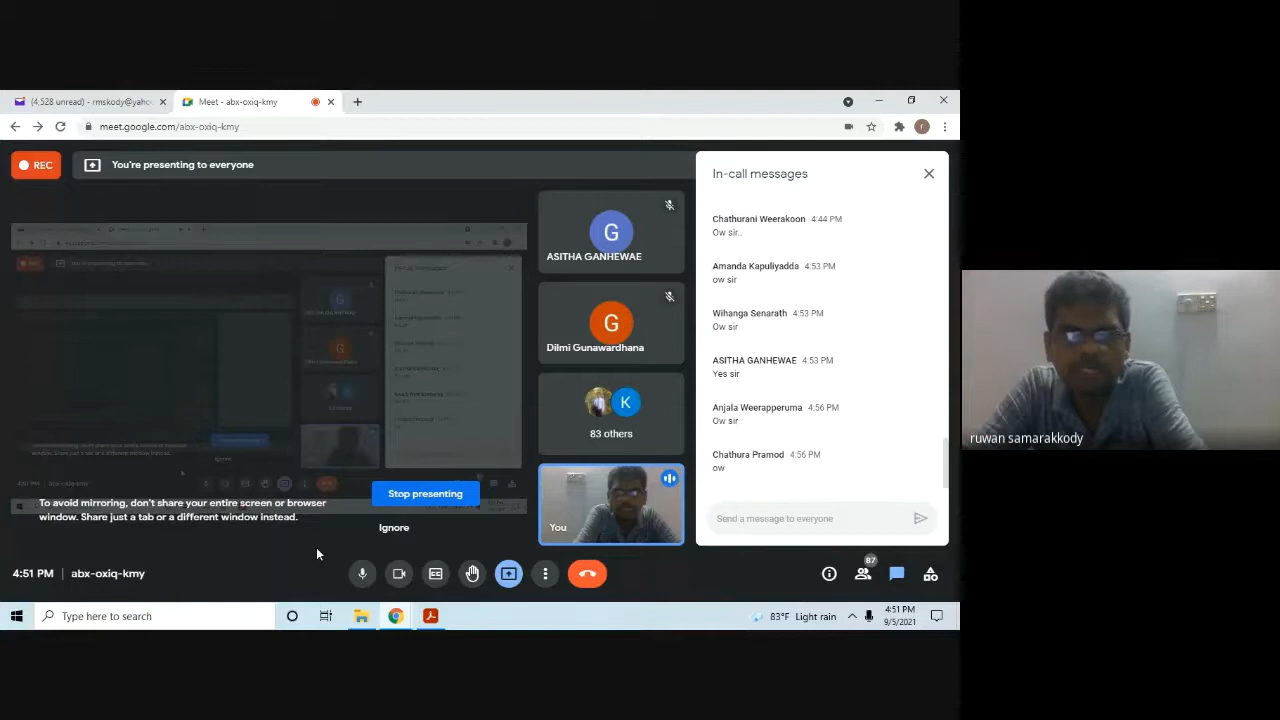 (4,528 unread) - rmskody@yaho
Meet - abx-oxiq-kmy
meet.google.com/abx-oxiq-kmy
r
REC
You're presenting to everyone
In-call messages
Chathurani Weerakoon 4:44 PM
Ow sir..
Amanda Kapuliyadda 4:53 PM
ow sir
Wihanga Senarath 4:53 PM
Ow sir
ASITHA GANHEWAE 4:53 PM
Yes sir
Anjala Weerapperuma 4:56 PM
Ow sir
Chathura Pramod 4:56 PM
ow
Send a message to everyone
G
ASITHA GANHEWAE
G
Dilmi Gunawardhana
K
83 others
You
To avoid mirroring, don't share your entire screen or browser
window. Share just a tab or a different window instead.
Stop presenting
Ignore
4:51 PM | abx-oxiq-kmy
87
Type here to search
83°F Light rain
4:51 PM
9/5/2021
ruwan samarakkody